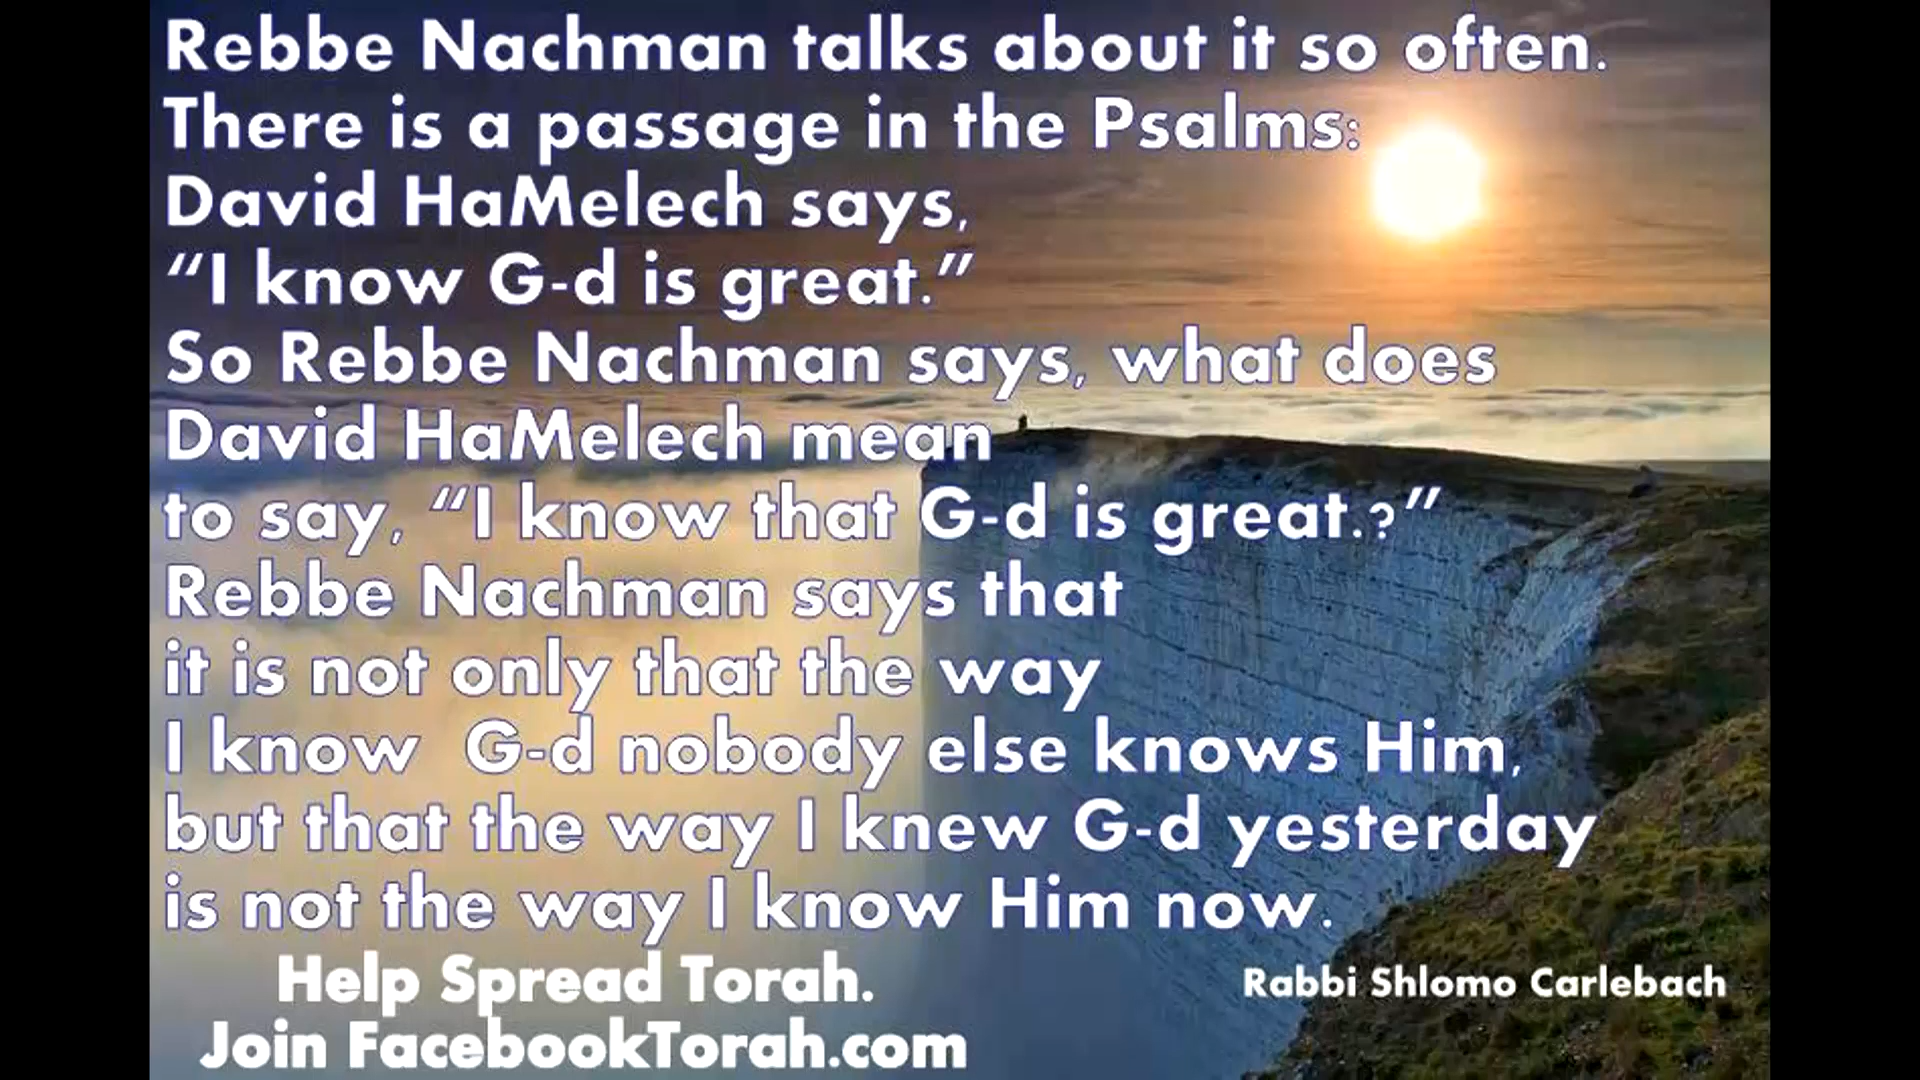 Rebbe Nachman talks about it so often.
There is a passage in the Psalms:
David HaMelech says,
“I know G-d is great.”
So Rebbe Nachman says, what does
David HaMelech mean
to say, “I know that G-d is great.?”
Rebbe Nachman says that
it is not only that the way
I know  G-d nobody else knows Him,
but that the way I knew G-d yesterday
is not the way I know Him now.
Help Spread Torah.
Join FacebookTorah.com
Rabbi Shlomo Carlebach